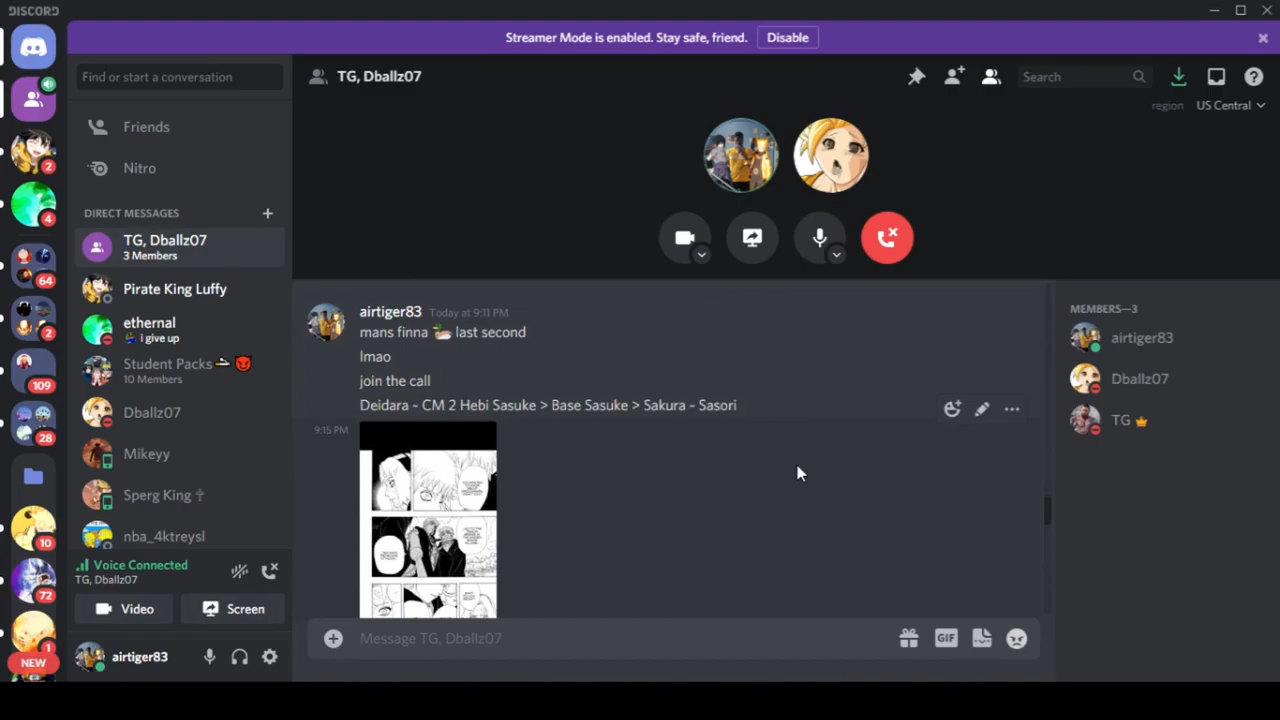 DISCORD
Streamer Mode is enabled. Stay safe, friend.
Disable
Find or start a conversation
TG, Dballz07
Search
region
US Central
2
Friends
4
Nitro
DIRECT MESSAGES
TG, Dballz07
3 Members
64
Pirate King Luffy
2
ethernal
i give up
109
Student Packs
10 Members
28
Dballz07
Mikeyy
Sperg King
10
nba_4ktreysl
Voice Connected
TG, Dballz07
72
Video
Screen
1
NEW
airtiger83
airtiger83 Today at 9:11 PM
mans finna last second
lmao
join the call
Deidara - CM 2 Hebi Sasuke > Base Sasuke > Sakura - Sasori
9:15 PM
Message TG, Dballz07
GIF
MEMBERS—3
airtiger83
Dballz07
TG